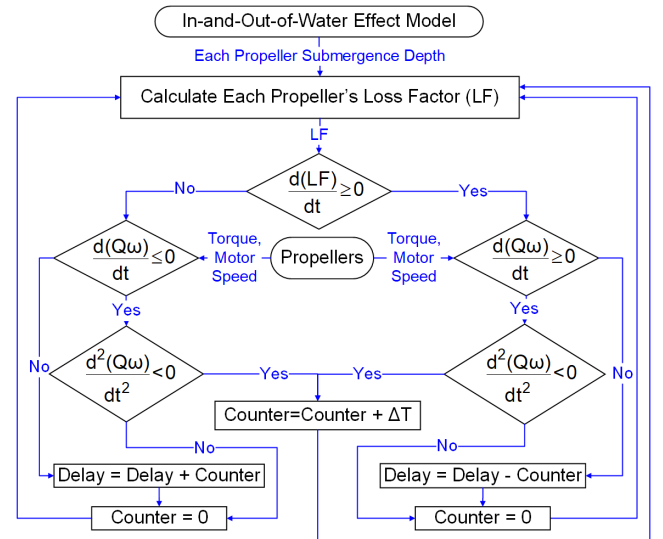 In-and-Out-of-Water Effect Model
Each Propeller Submergence Depth
Calculate Each Propeller's Loss Factor (LF)
LF
d(LF)/dt ≥0
No
Yes
d(Qω)/dt ≤0
Torque,
Motor
Speed
Propellers
Torque,
Motor
Speed
d(Qω)/dt ≥0
Yes
Yes
No
d²(Qω)/dt² <0
Yes
Yes
d²(Qω)/dt² <0
No
Counter=Counter + ΔT
No
No
Delay = Delay + Counter
Delay = Delay - Counter
Counter = 0
Counter = 0